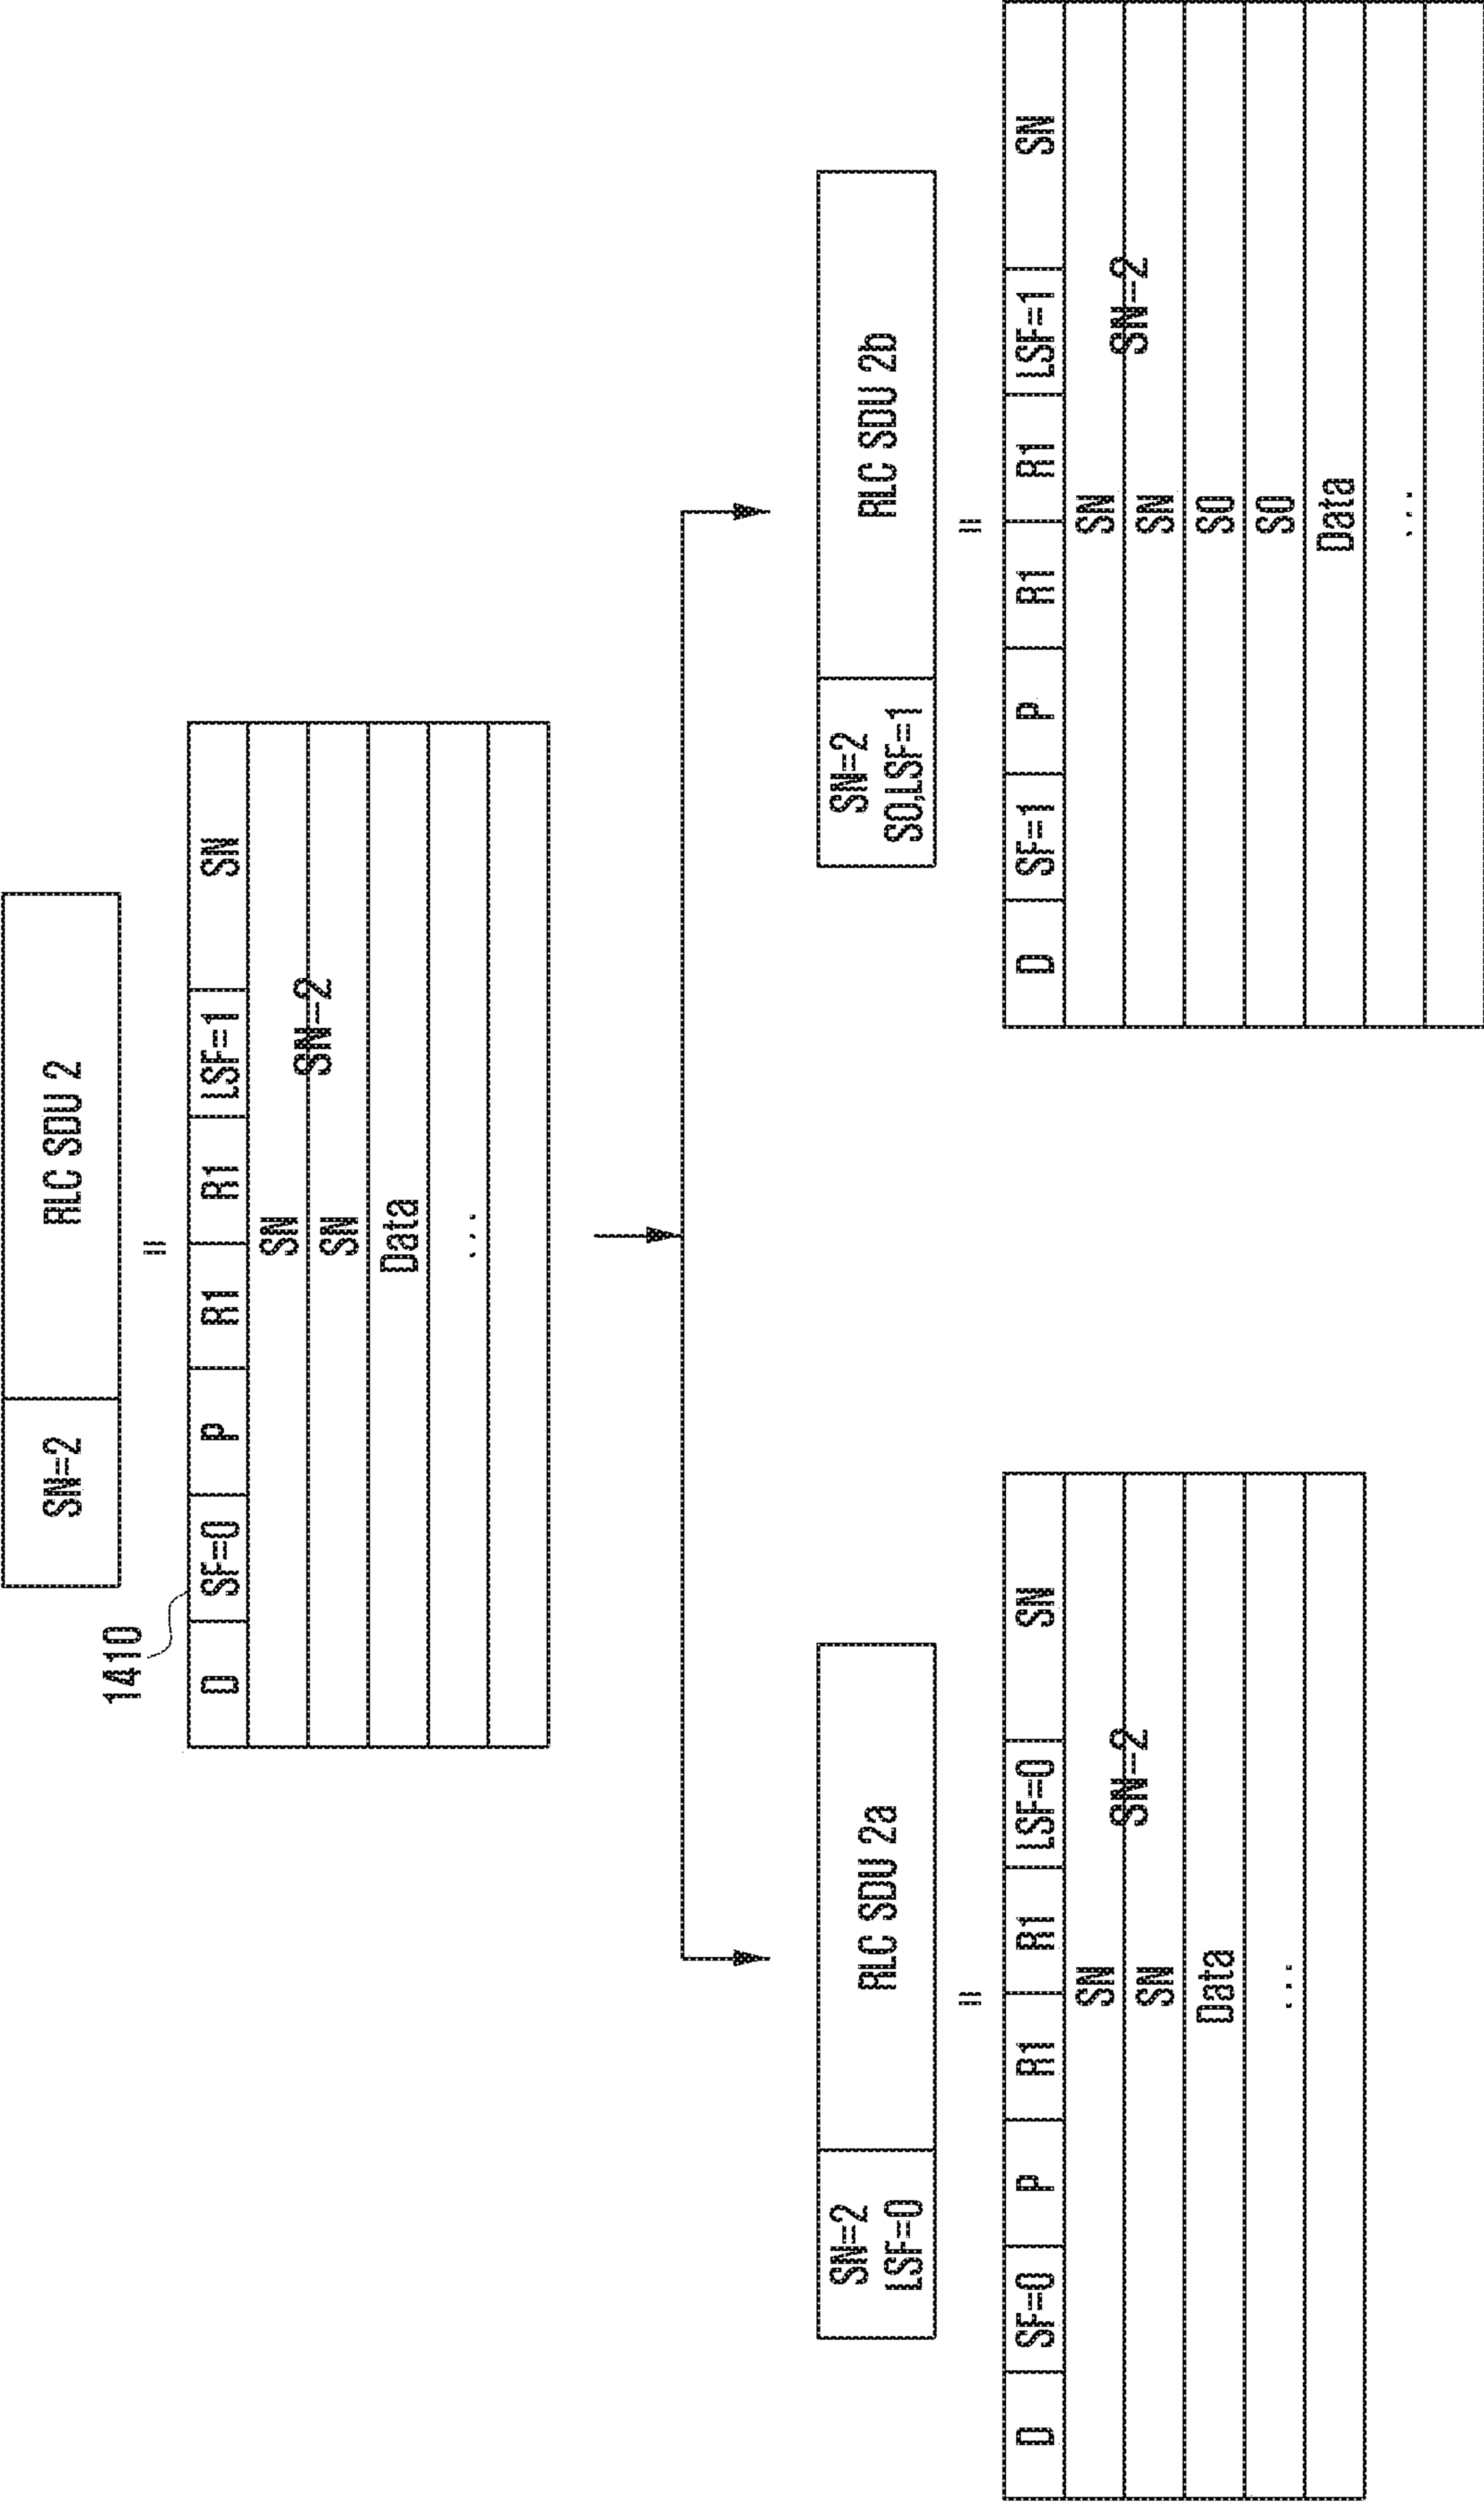 SN=2 RLC SDU 2
=
1410
D SF=0 P R1 R1 LSF=1 SN
SN
SN=2
SN
Data
...
SN=2
LSF=0
RLC SDU 2a
=
D SF=0 P R1 R1 LSF=0 SN
SN
SN=2
SN
Data
...
SN=2
SO,LSF=1
RLC SDU 2b
=
D SF=1 P R1 R1 LSF=1 SN
SN
SN=2
SN
SO
SO
Data
...